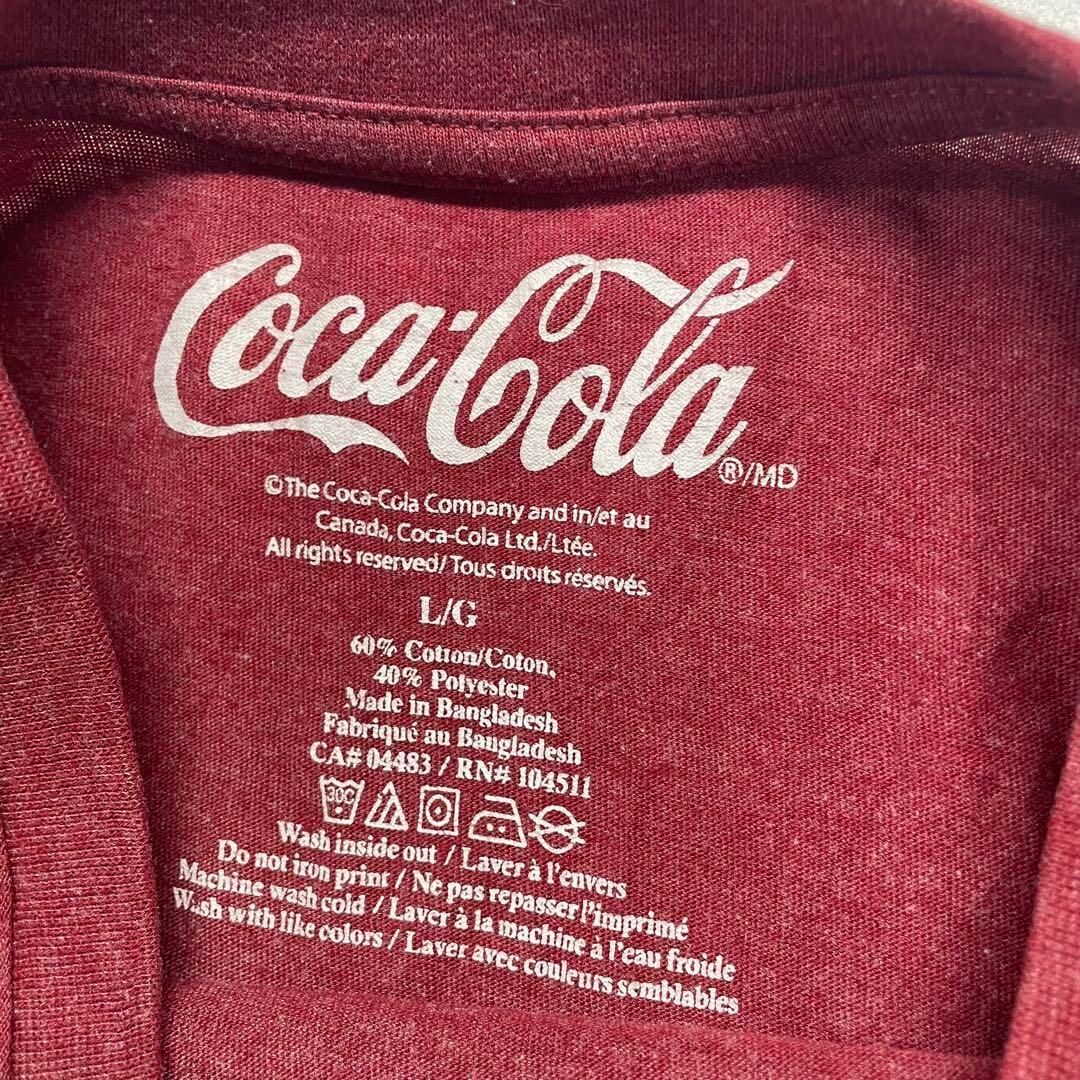 Coca-Cola
®/MD
©The Coca-Cola Company and in/et au
Canada, Coca-Cola Ltd./Ltée.
All rights reserved/Tous droits réservés.
L/G
60% Cotton/Coton,
40% Polyester
Made in Bangladesh
Fabriqué au Bangladesh
CA# 04483 / RN# 104511
30C
Wash inside out / Laver à l'envers
Do not iron print / Ne pas repasser l'imprimé
Machine wash cold / Laver à la machine à l'eau froide
Wash with like colors / Laver avec couleurs semblables